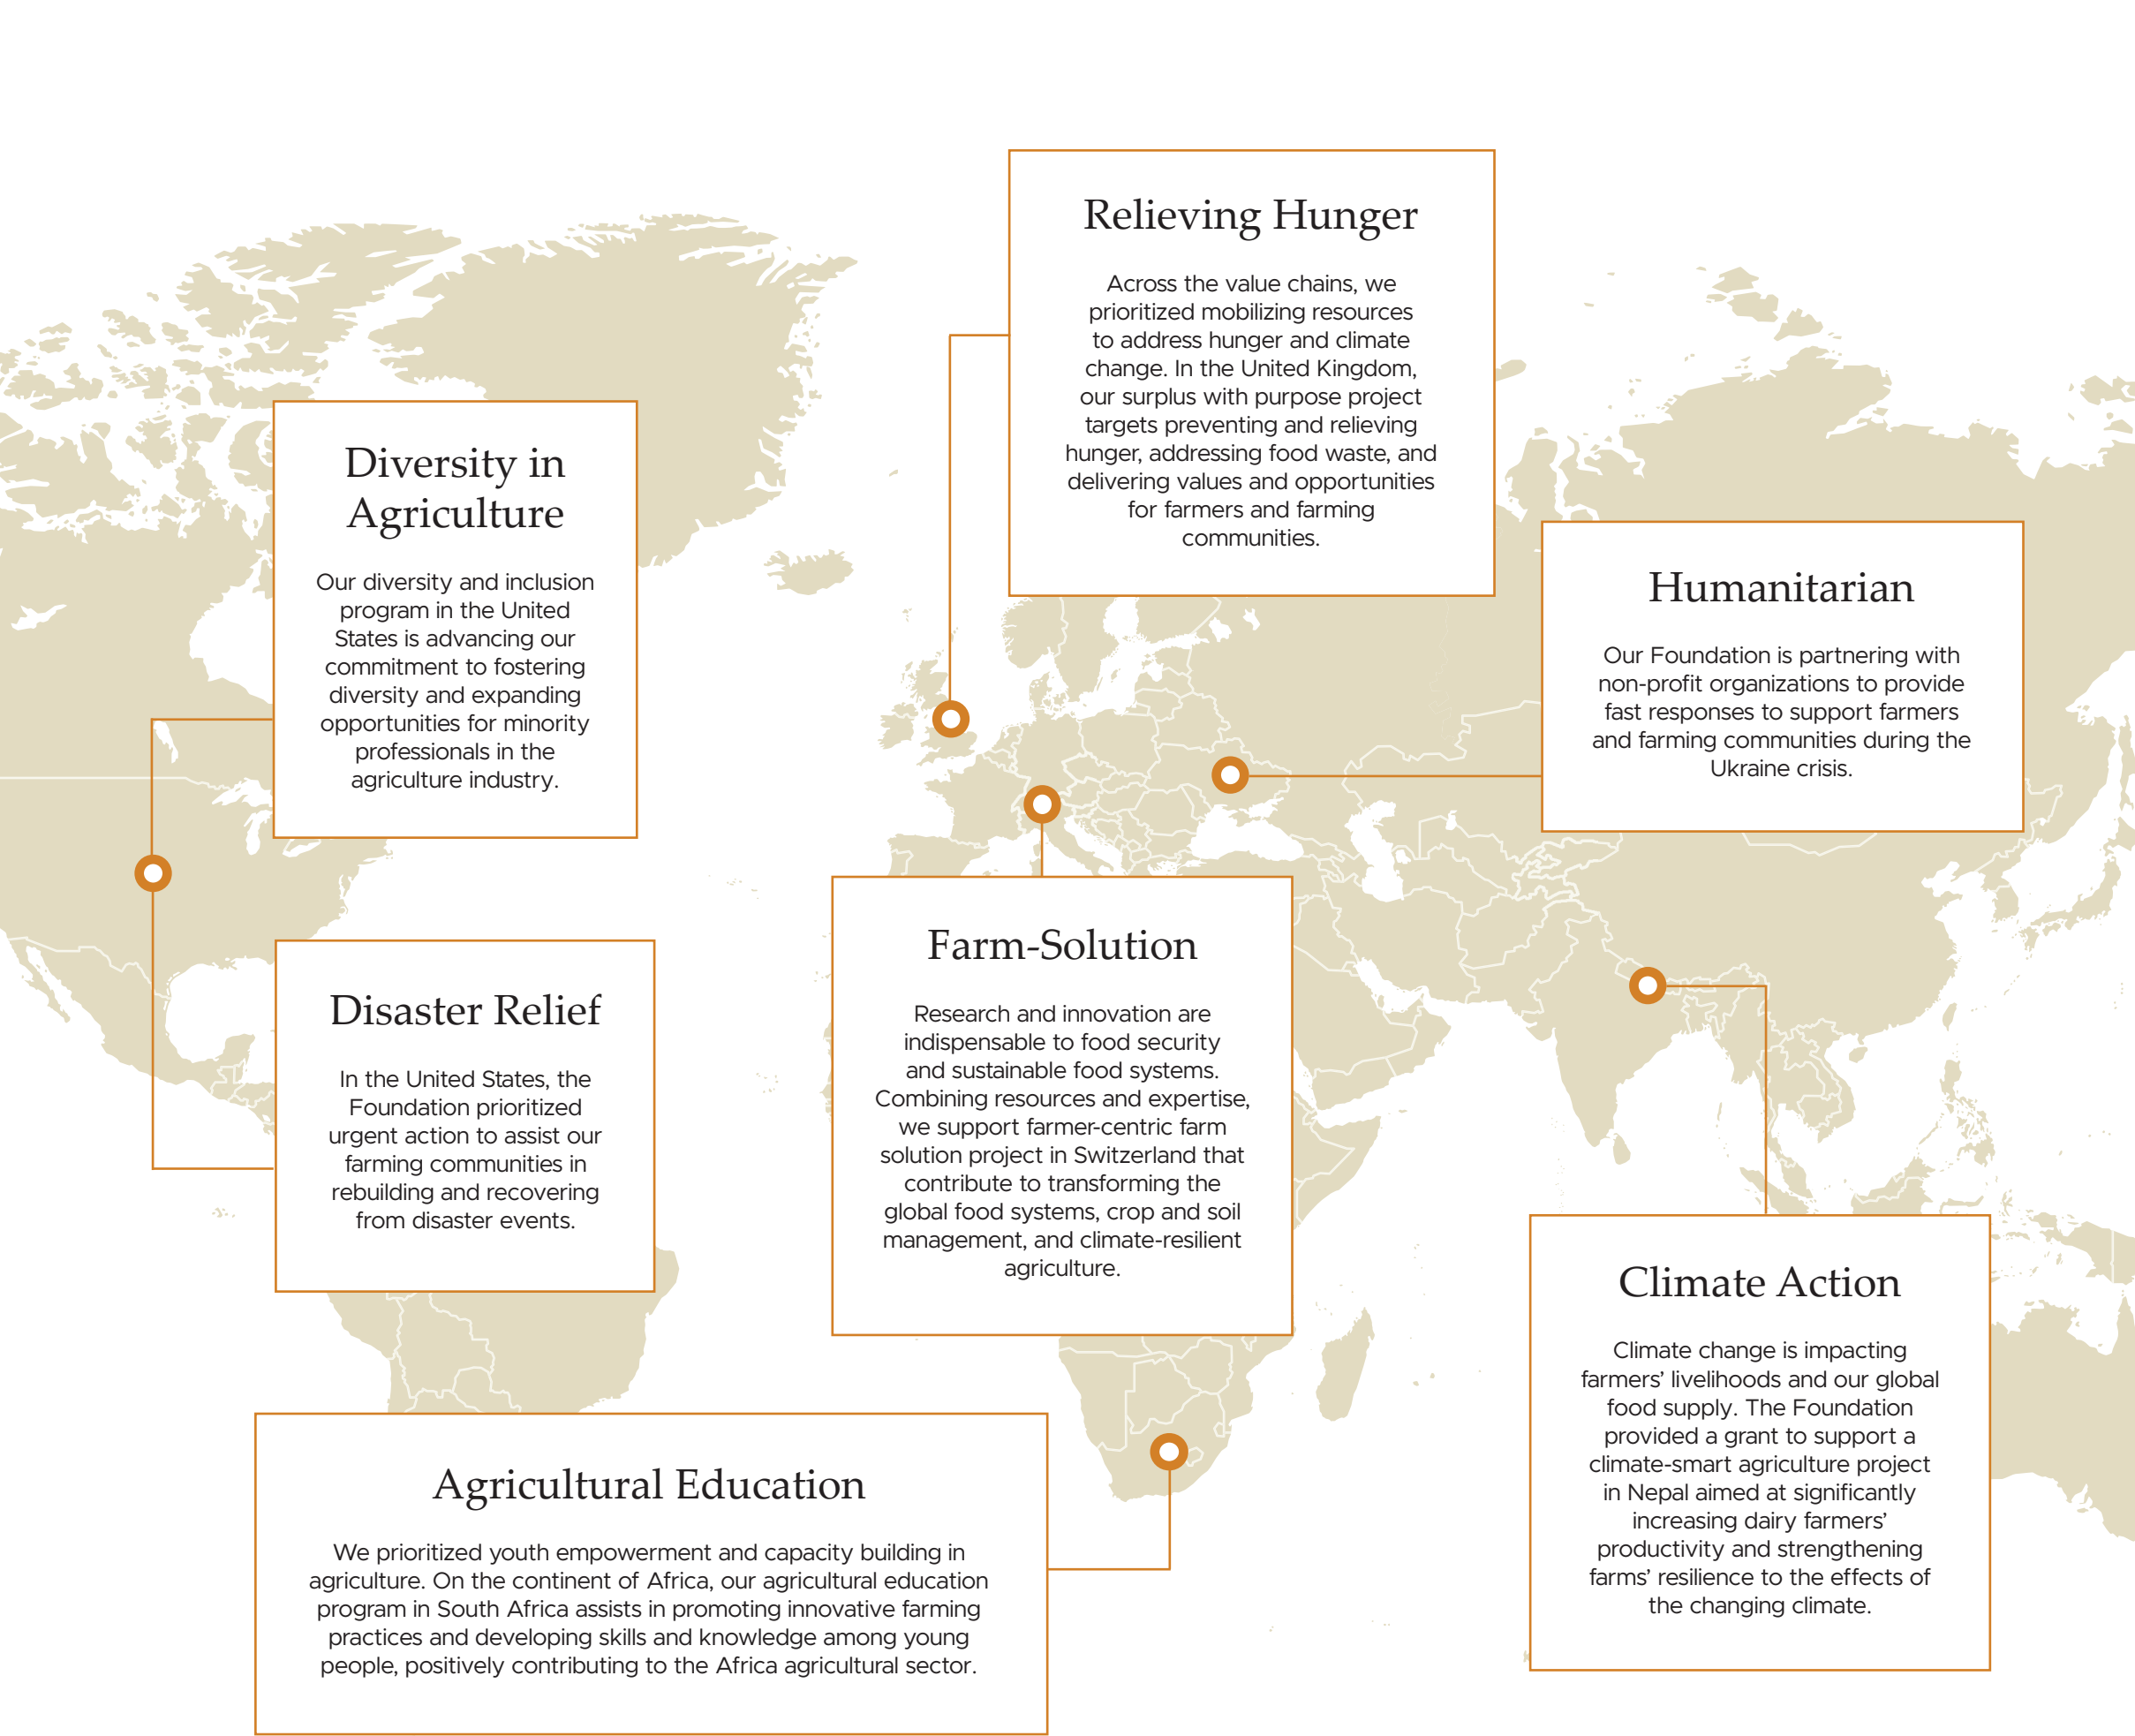 Relieving Hunger
Across the value chains, we
prioritized mobilizing resources
to address hunger and climate
change. In the United Kingdom,
our surplus with purpose project
targets preventing and relieving
hunger, addressing food waste, and
delivering values and opportunities
for farmers and farming
communities.
Diversity in
Agriculture
Our diversity and inclusion
program in the United
States is advancing our
commitment to fostering
diversity and expanding
opportunities for minority
professionals in the
agriculture industry.
Humanitarian
Our Foundation is partnering with
non-profit organizations to provide
fast responses to support farmers
and farming communities during the
Ukraine crisis.
Disaster Relief
In the United States, the
Foundation prioritized
urgent action to assist our
farming communities in
rebuilding and recovering
from disaster events.
Farm-Solution
Research and innovation are
indispensable to food security
and sustainable food systems.
Combining resources and expertise,
we support farmer-centric farm
solution project in Switzerland that
contribute to transforming the
global food systems, crop and soil
management, and climate-resilient
agriculture.
Climate Action
Climate change is impacting
farmers’ livelihoods and our global
food supply. The Foundation
provided a grant to support a
climate-smart agriculture project
in Nepal aimed at significantly
increasing dairy farmers’
productivity and strengthening
farms’ resilience to the effects of
the changing climate.
Agricultural Education
We prioritized youth empowerment and capacity building in
agriculture. On the continent of Africa, our agricultural education
program in South Africa assists in promoting innovative farming
practices and developing skills and knowledge among young
people, positively contributing to the Africa agricultural sector.